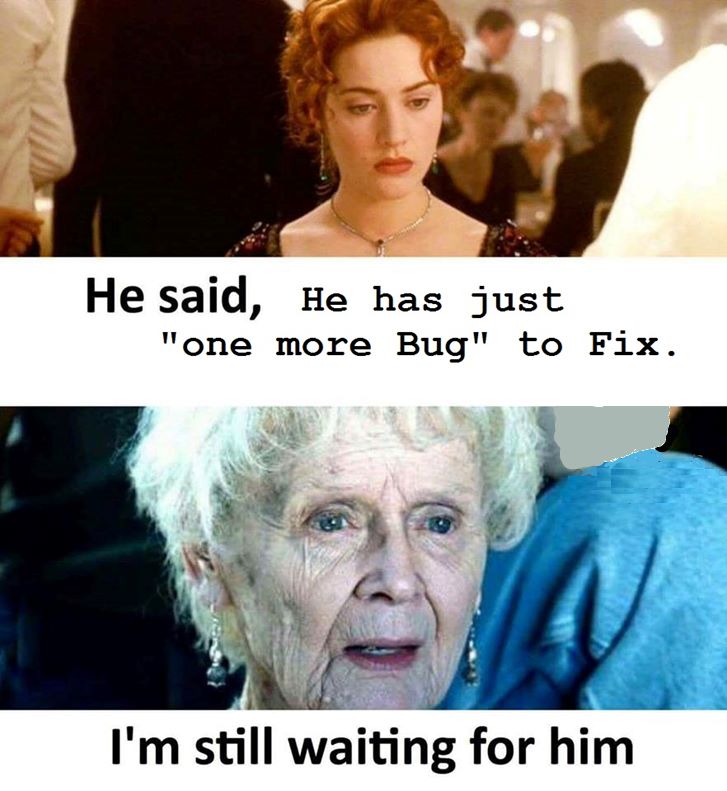 He said, He has just
"one more Bug" to Fix.
I'm still waiting for him